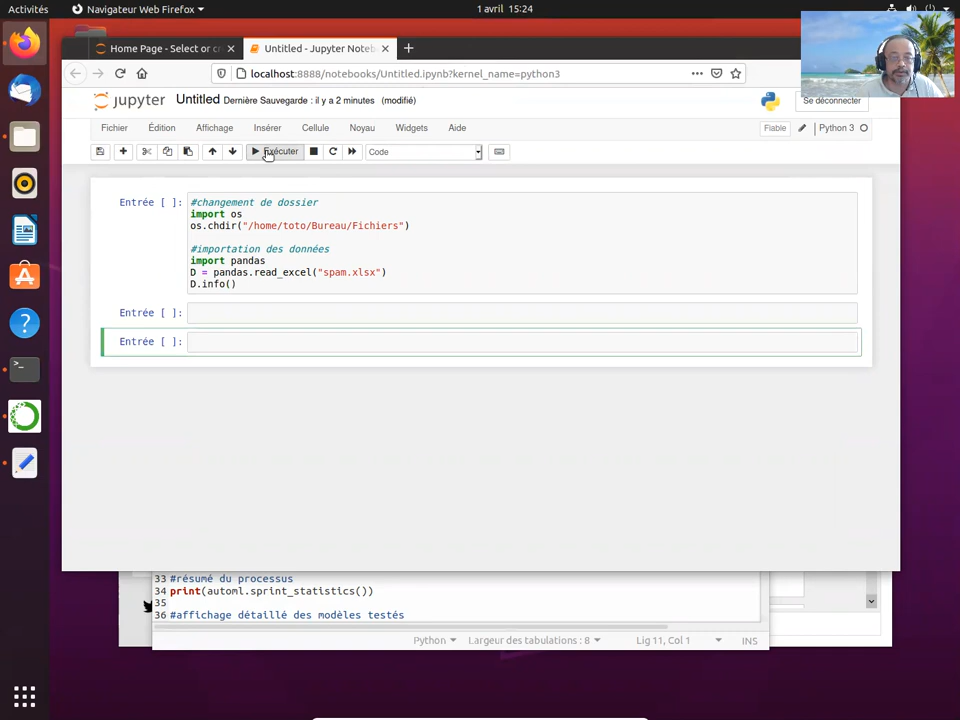 Activités
Navigateur Web Firefox
1 avril 15:24
Home Page - Select or cr
Untitled - Jupyter Noteb
localhost:8888/notebooks/Untitled.ipynb?kernel_name=python3
jupyter Untitled Dernière Sauvegarde : il y a 2 minutes (modifié)
Se déconnecter
Fichier Édition Affichage Insérer Cellule Noyau Widgets Aide
Fiable
Python 3
Exécuter
Code
Entrée [ ]:
#changement de dossier
import os
os.chdir("/home/toto/Bureau/Fichiers")
#importation des données
import pandas
D = pandas.read_excel("spam.xlsx")
D.info()
Entrée [ ]:
Entrée [ ]:
33 #résumé du processus
34 print(automl.sprint_statistics())
35
36 #affichage détaillé des modèles testés
Python Largeur des tabulations : 8 Lig 11, Col 1 INS